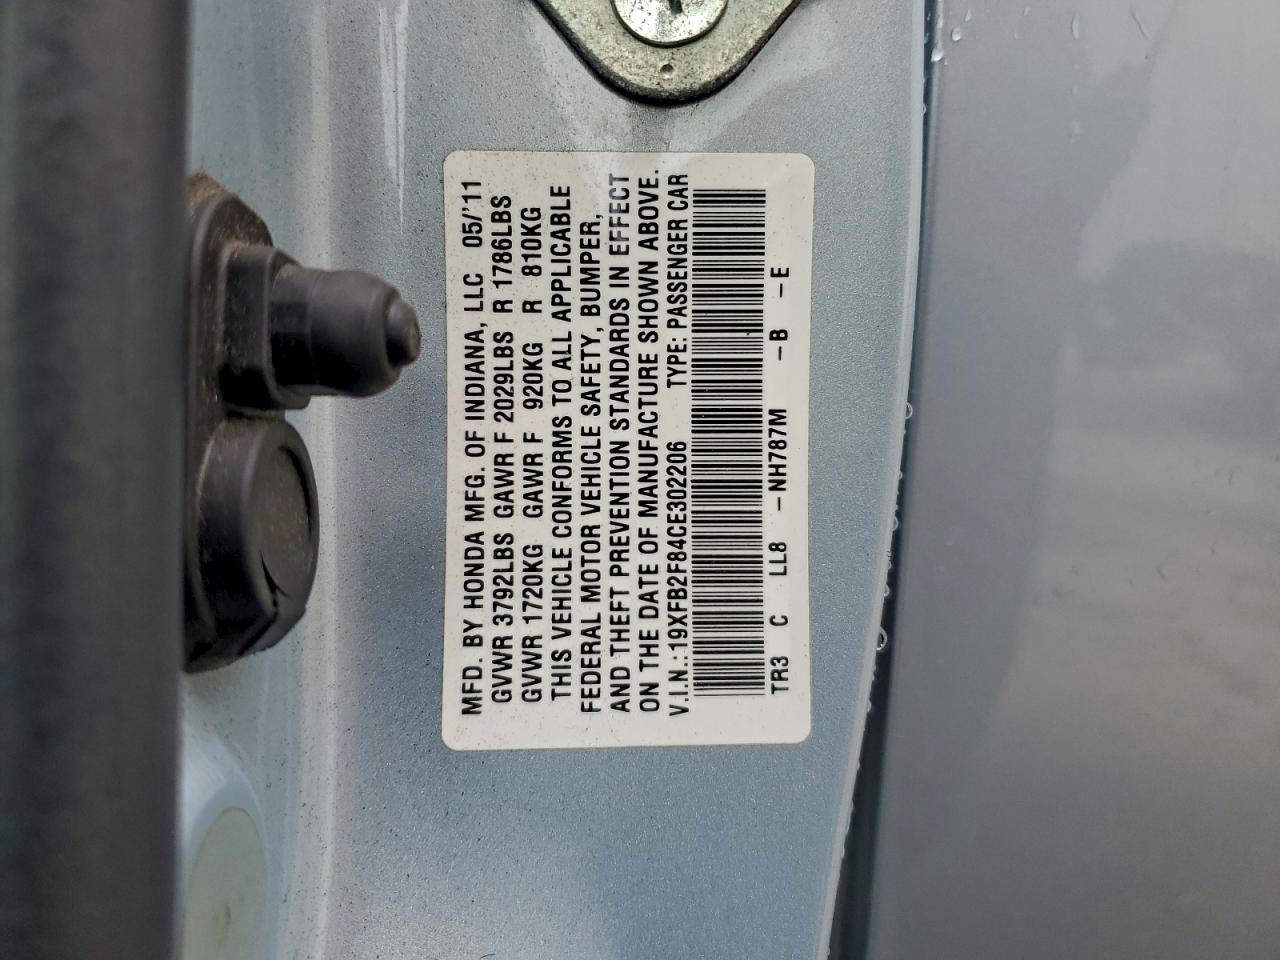 MFD. BY HONDA MFG. OF INDIANA, LLC 05/'11
GVWR 3792LBS GAWR F 2029LBS R 1786LBS
GVWR 1720KG GAWR F 920KG R 810KG
THIS VEHICLE CONFORMS TO ALL APPLICABLE
FEDERAL MOTOR VEHICLE SAFETY, BUMPER,
AND THEFT PREVENTION STANDARDS IN EFFECT
ON THE DATE OF MANUFACTURE SHOWN ABOVE.
V.I.N.:19XFB2F84CE302206 TYPE: PASSENGER CAR
TR3 C LL8 -NH787M -B -E